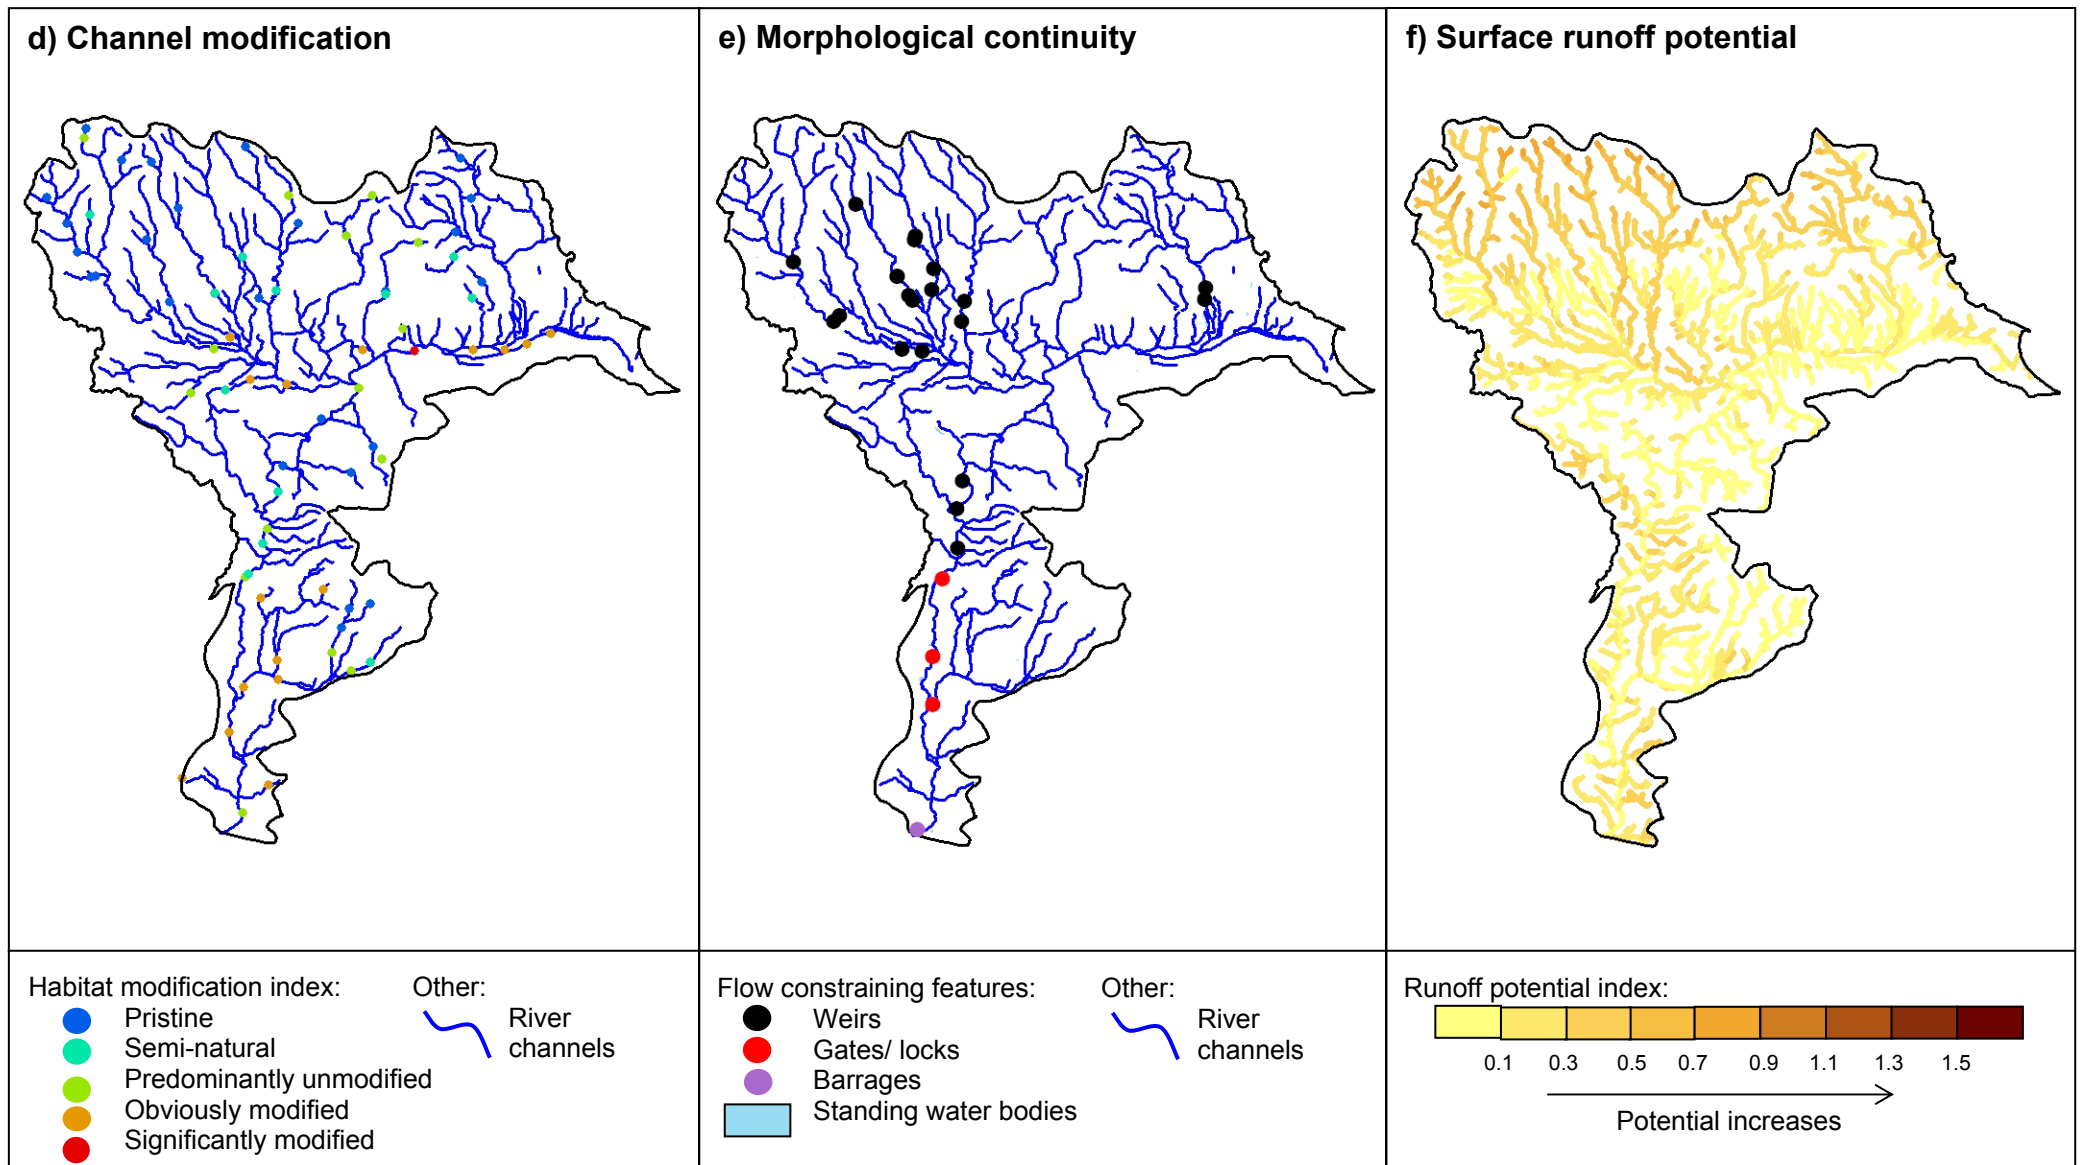 d) Channel modification
e) Morphological continuity
f) Surface runoff potential
Habitat modification index:
Pristine
Semi-natural
Predominantly unmodified
Obviously modified
Significantly modified
Other:
River
channels
Flow constraining features:
Weirs
Gates/ locks
Barrages
Standing water bodies
Other:
River
channels
Runoff potential index:
0.1 0.3 0.5 0.7 0.9 1.1 1.3 1.5
Potential increases